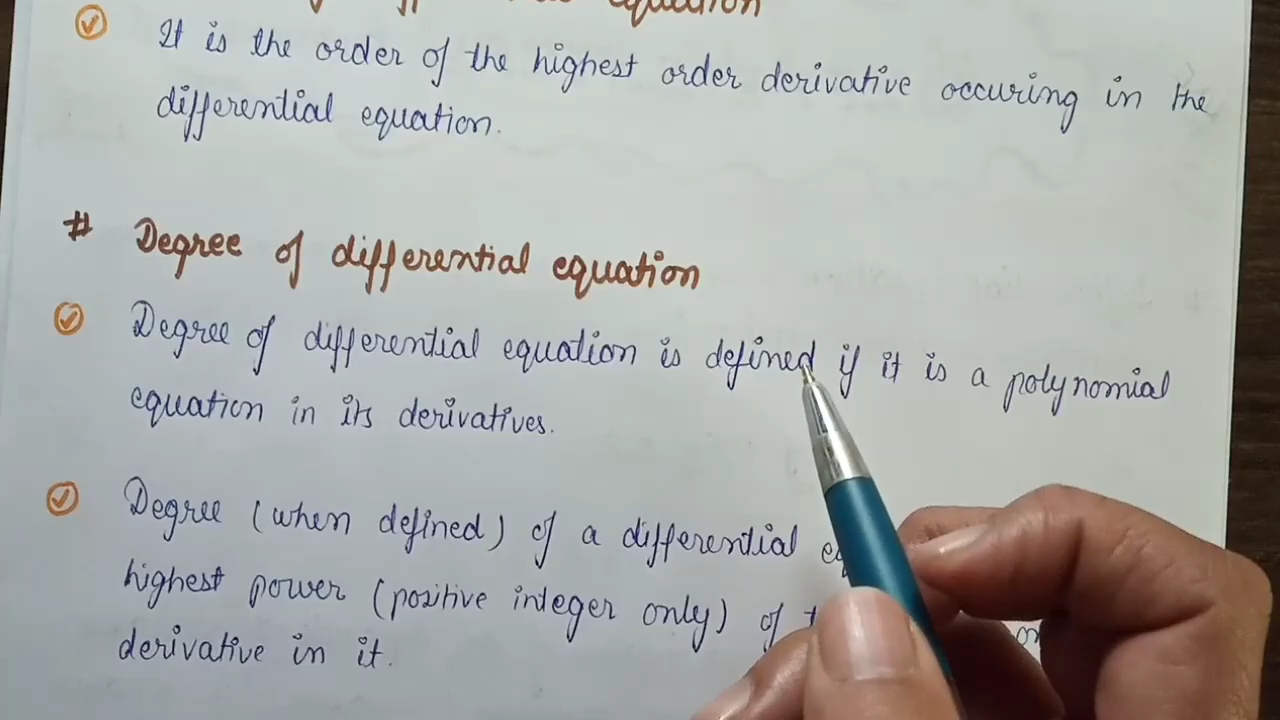 equation
It is the order of the highest order derivative occuring in the
differential equation.
# Degree of differential equation
Degree of differential equation is defined if it is a polynomial
equation in its derivatives.
Degree (when defined) of a differential
highest power (positive integer only) of
derivative in it.